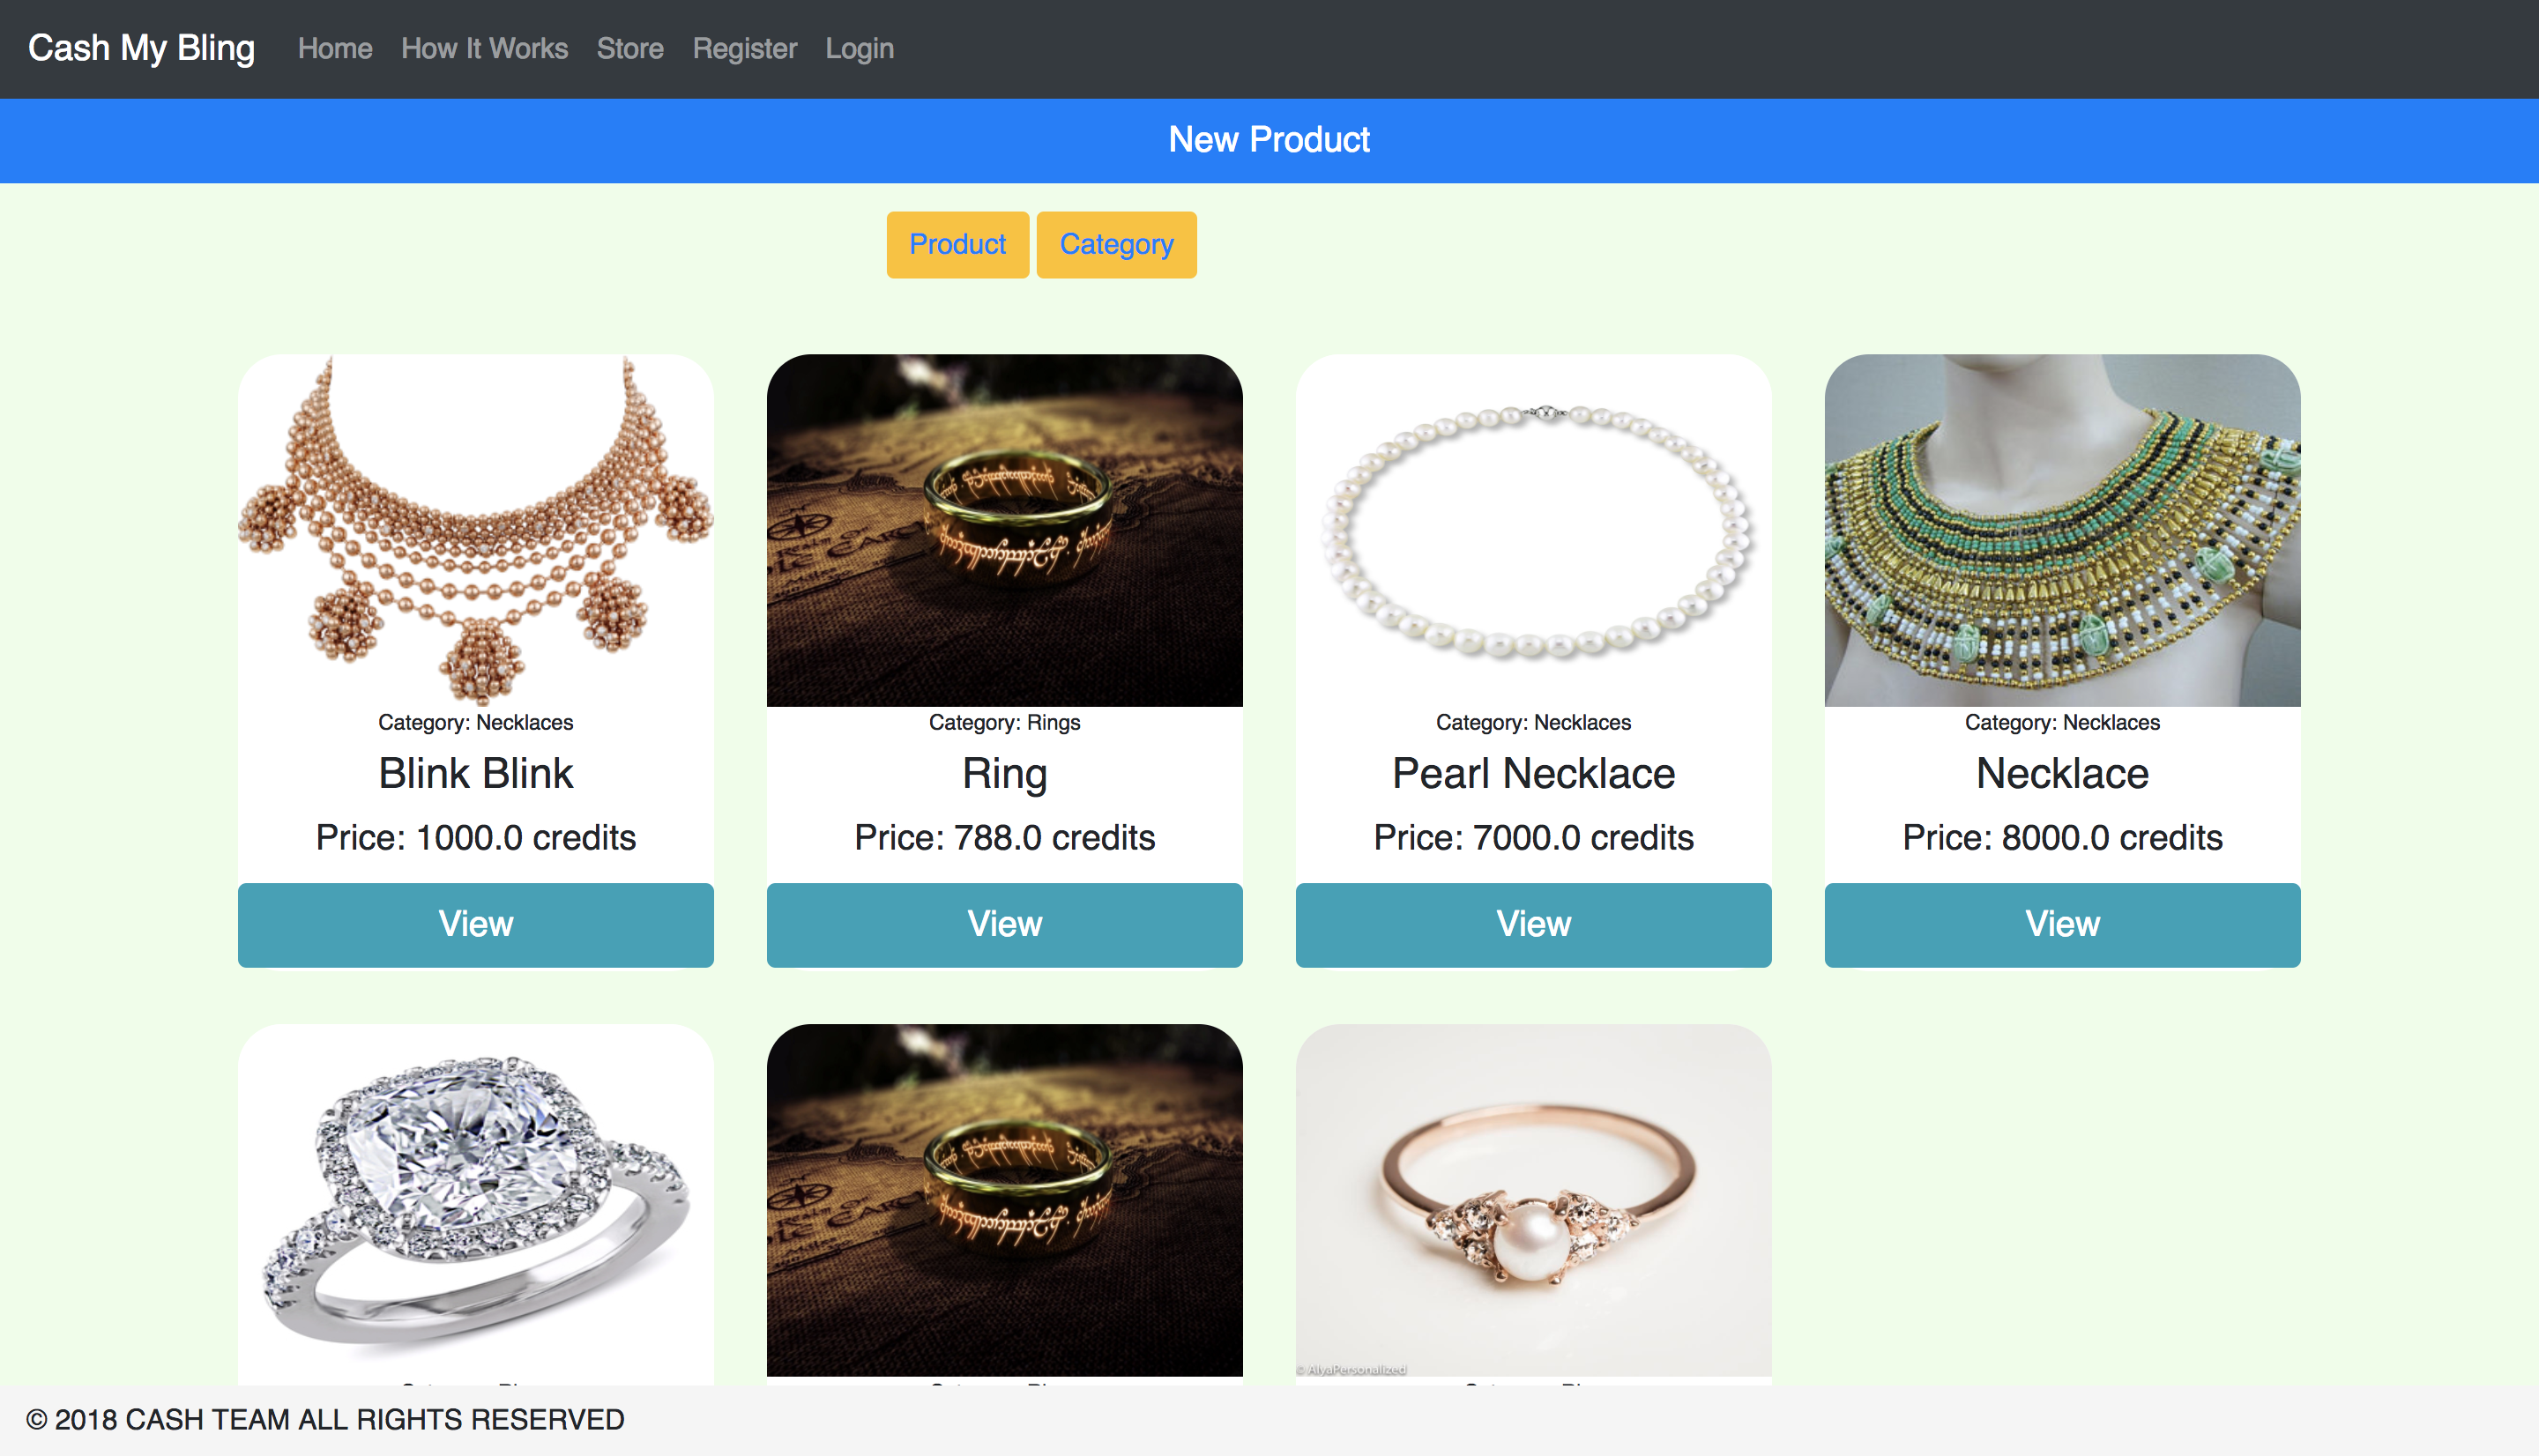 Cash My Bling Home How It Works Store Register Login
New Product
Product Category
Category: Necklaces
Blink Blink
Price: 1000.0 credits
View
Category: Rings
Ring
Price: 788.0 credits
View
Category: Necklaces
Pearl Necklace
Price: 7000.0 credits
View
Category: Necklaces
Necklace
Price: 8000.0 credits
View
© AlyaPersonalized
© 2018 CASH TEAM ALL RIGHTS RESERVED